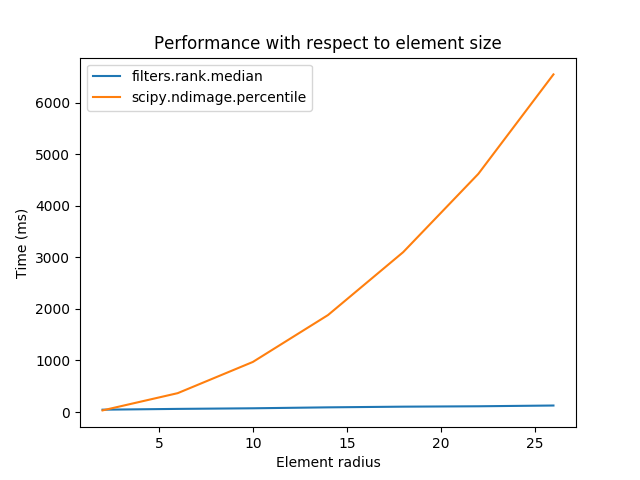 Performance with respect to element size
filters.rank.median
scipy.ndimage.percentile
Time (ms)
6000
5000
4000
3000
2000
1000
0
5
10
15
20
25
Element radius